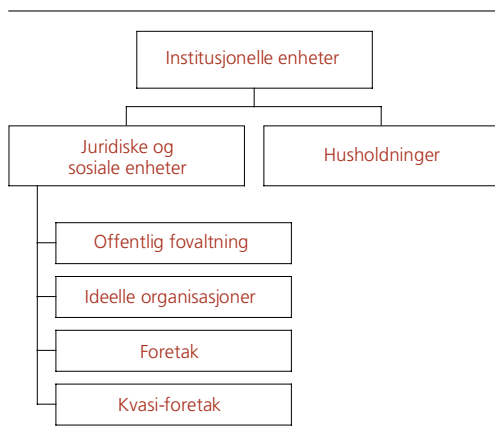 Institusjonelle enheter
Juridiske og
sosiale enheter
Husholdninger
Offentlig fovaltning
Ideelle organisasjoner
Foretak
Kvasi-foretak